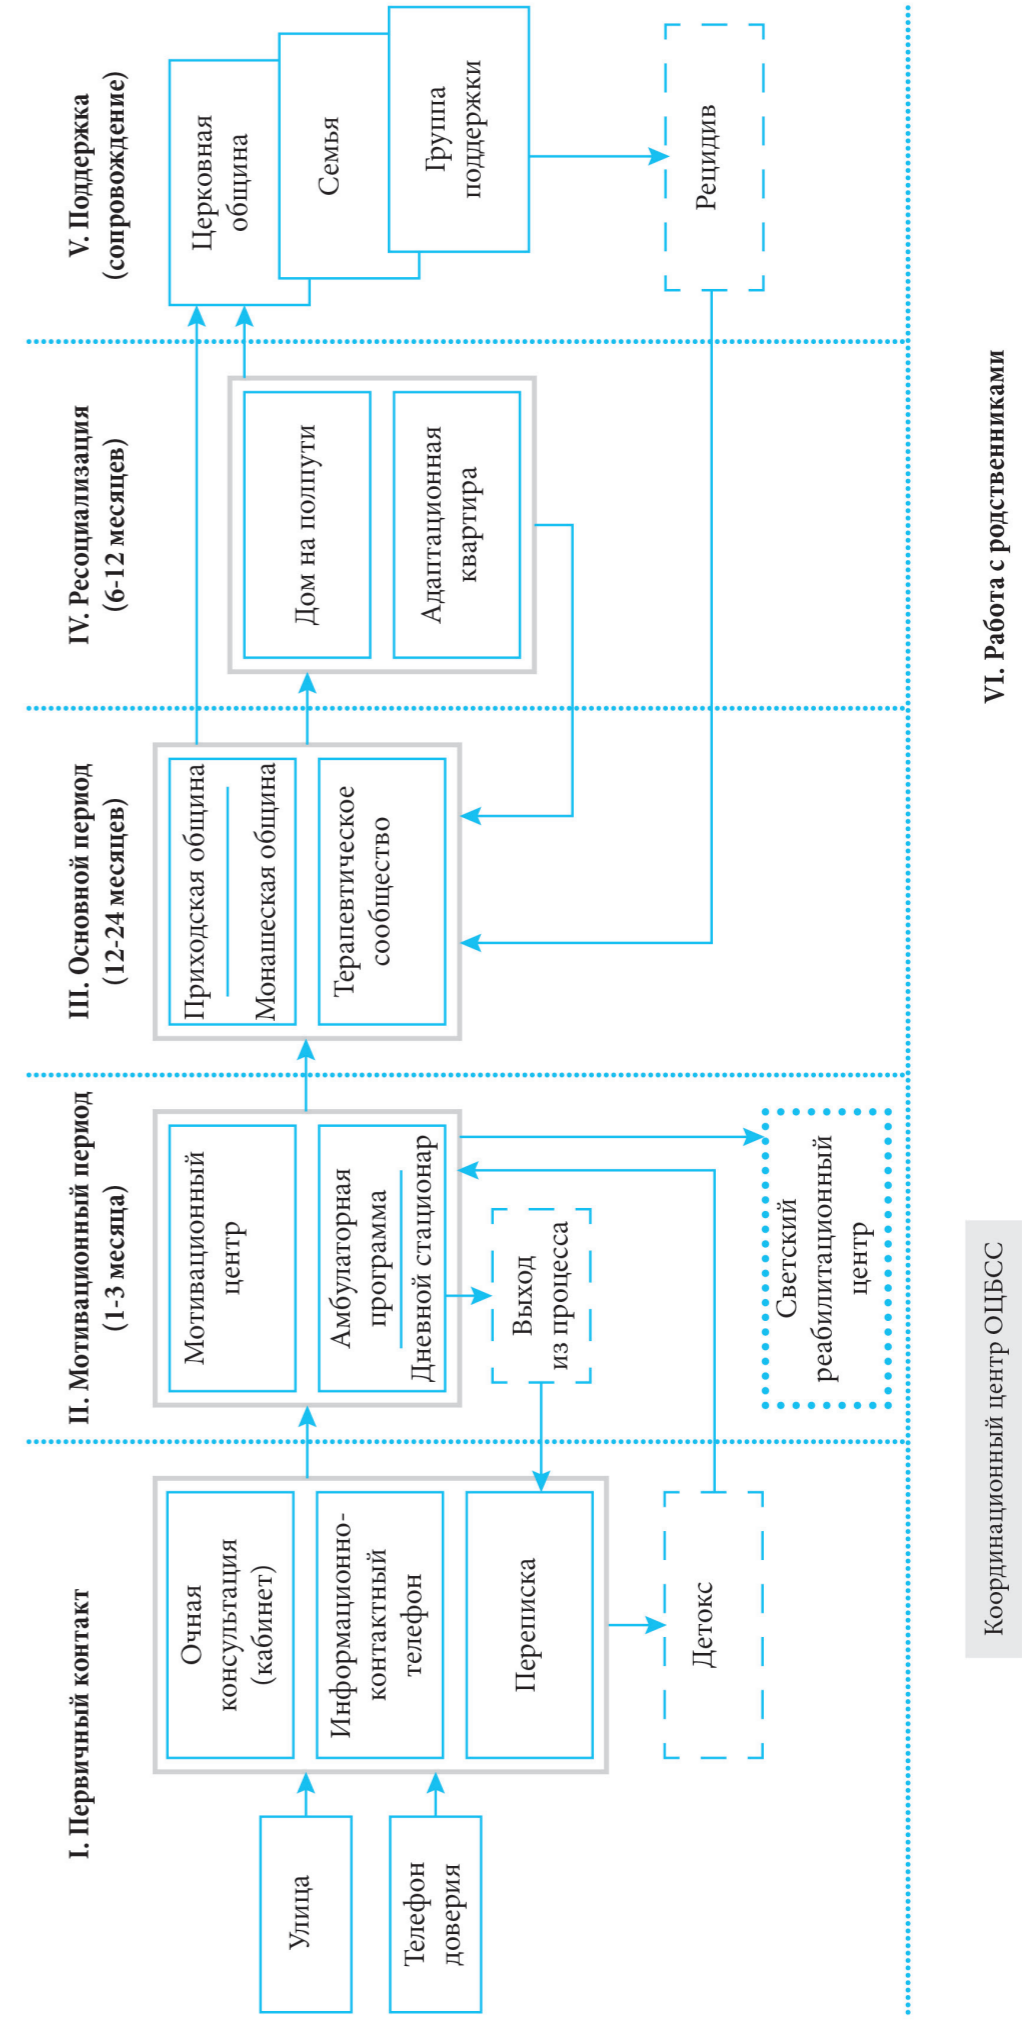 I. Первичный контакт
Улица
Телефон
доверия
Очная
консультация
(кабинет)
Информационно-
контактный
телефон
Переписка
Детокс
II. Мотивационный период
(1-3 месяца)
Мотивационный
центр
Амбулаторная
программа
Дневной стационар
Выход
из процесса
Светский
реабилитационный
центр
III. Основной период
(12-24 месяцев)
Приходская община
Монашеская община
Терапевтическое
сообщество
IV. Ресоциализация
(6-12 месяцев)
Дом на полпути
Адаптационная
квартира
V. Поддержка
(сопровождение)
Церковная
община
Семья
Группа
поддержки
Рецидив
VI. Работа с родственниками
Координационный центр ОЦБСС